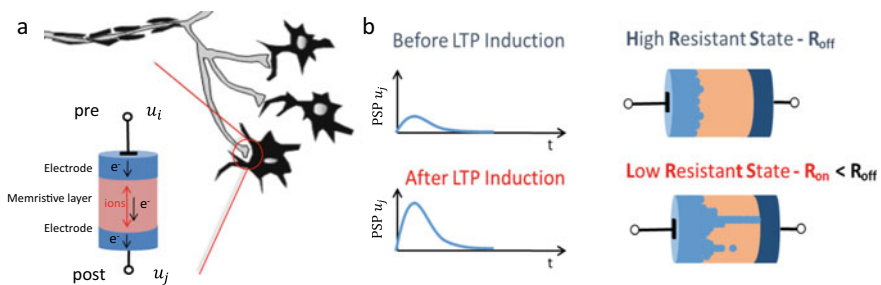 a
pre u_i
Electrode
e-
Memristive layer
ions
e-
Electrode
e-
post u_j
b
Before LTP Induction
PSP u_j
t
High Resistant State - R_off
After LTP Induction
PSP u_j
t
Low Resistant State - R_on < R_off